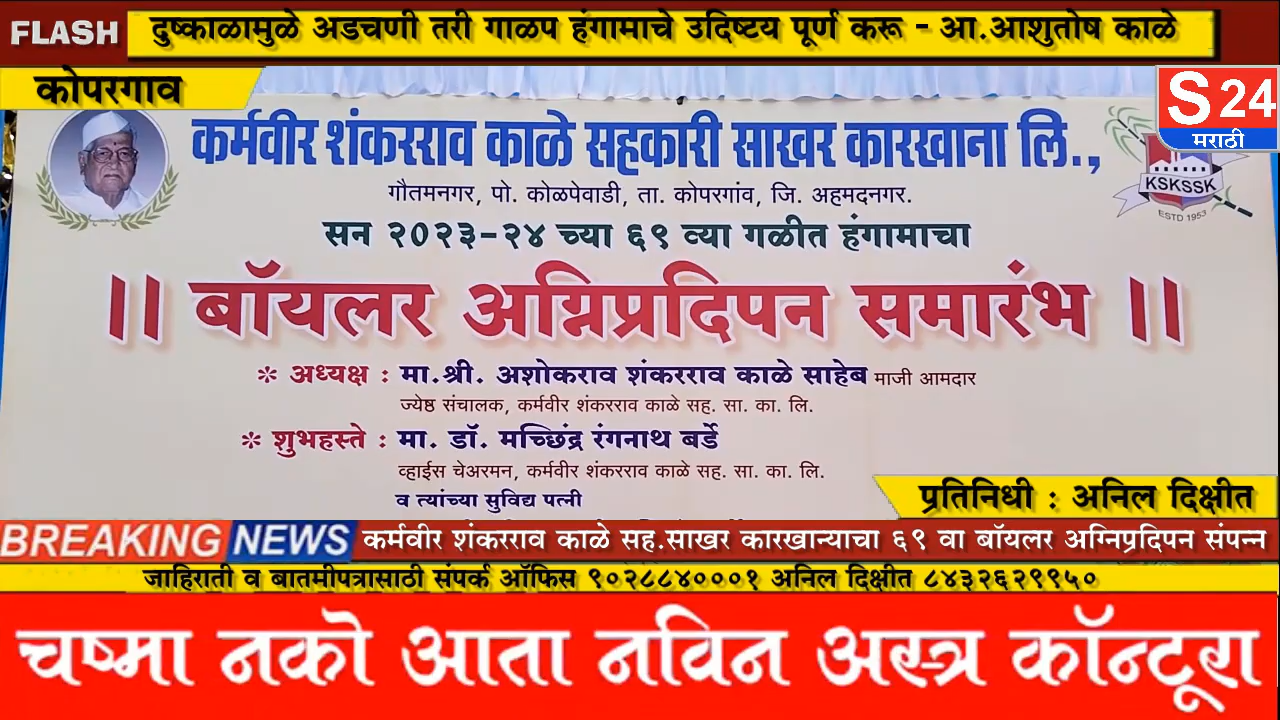 FLASH
दुष्काळामुळे अडचणी तरी गाळप हंगामाचे उदिष्टय पूर्ण करू - आ.आशुतोष काळे
कोपरगाव
S 24
मराठी
कर्मवीर शंकरराव काळे सहकारी साखर कारखाना लि.,
KSKSSK
ESTD 1953
गौतमनगर, पो. कोळपेवाडी, ता. कोपरगांव, जि. अहमदनगर.
सन २०२३-२४ च्या ६९ व्या गळीत हंगामाचा
|| बॉयलर अग्निप्रदिपन समारंभ ||
* अध्यक्ष : मा.श्री. अशोकराव शंकरराव काळे साहेब माजी आमदार
ज्येष्ठ संचालक, कर्मवीर शंकरराव काळे सह. सा. का. लि.
* शुभहस्ते : मा. डॉ. मच्छिंद्र रंगनाथ बर्डे
व्हाईस चेअरमन, कर्मवीर शंकरराव काळे सह. सा. का. लि.
व त्यांच्या सुविद्य पत्नी
प्रतिनिधी : अनिल दिक्षीत
BREAKING NEWS कर्मवीर शंकरराव काळे सह.साखर कारखान्याचा ६९ वा बॉयलर अग्निप्रदिपन संपन्न
जाहिराती व बातमीपत्रासाठी संपर्क ऑफिस ९०२८८४०००१ अनिल दिक्षीत ८४३२६२९९५०
चष्मा नको आता नविन अस्त्र कॉन्टूरा